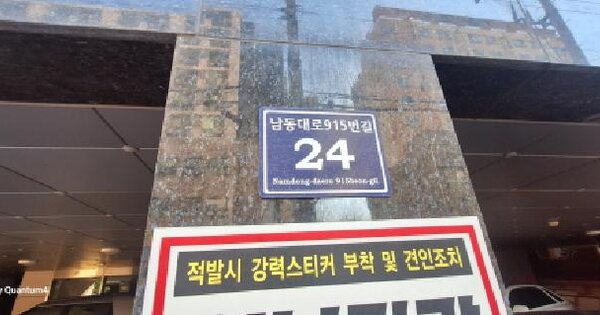 남동대로915번길
24
Namdong-daero 915beon-gil
적발시 강력스티커 부착 및 견인조치
y Quantum4